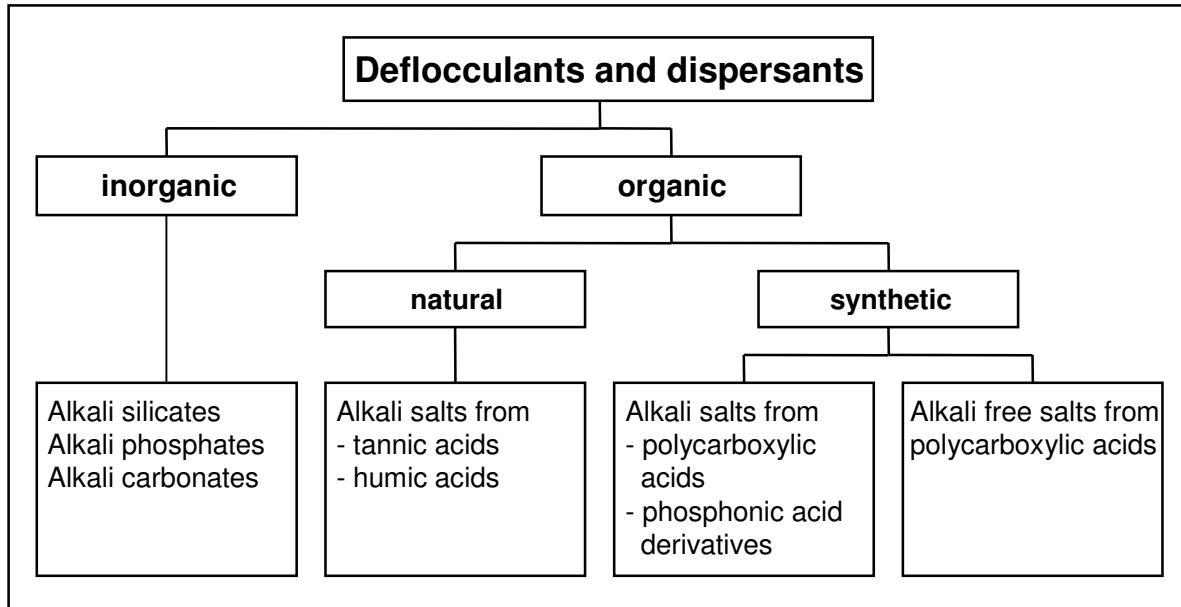 Deflocculants and dispersants
inorganic
organic
natural
synthetic
Alkali silicates
Alkali phosphates
Alkali carbonates
Alkali salts from
- tannic acids
- humic acids
Alkali salts from
- polycarboxylic
acids
- phosphonic acid
derivatives
Alkali free salts from
polycarboxylic acids